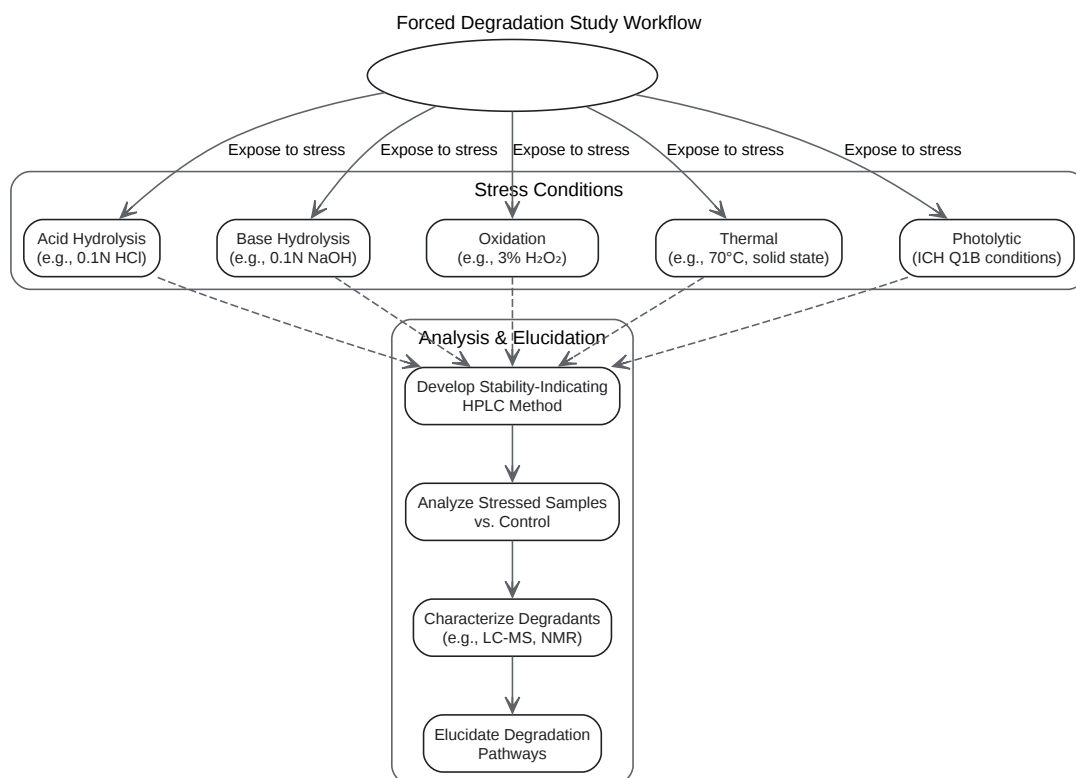 Forced Degradation Study Workflow
Expose to stress
Expose to stress
Expose to stress
Expose to stress
Expose to stress
Stress Conditions
Acid Hydrolysis
(e.g., 0.1N HCl)
Base Hydrolysis
(e.g., 0.1N NaOH)
Oxidation
(e.g., 3% H₂O₂)
Thermal
(e.g., 70°C, solid state)
Photolytic
(ICH Q1B conditions)
Analysis & Elucidation
Develop Stability-Indicating
HPLC Method
Analyze Stressed Samples
vs. Control
Characterize Degradants
(e.g., LC-MS, NMR)
Elucidate Degradation
Pathways